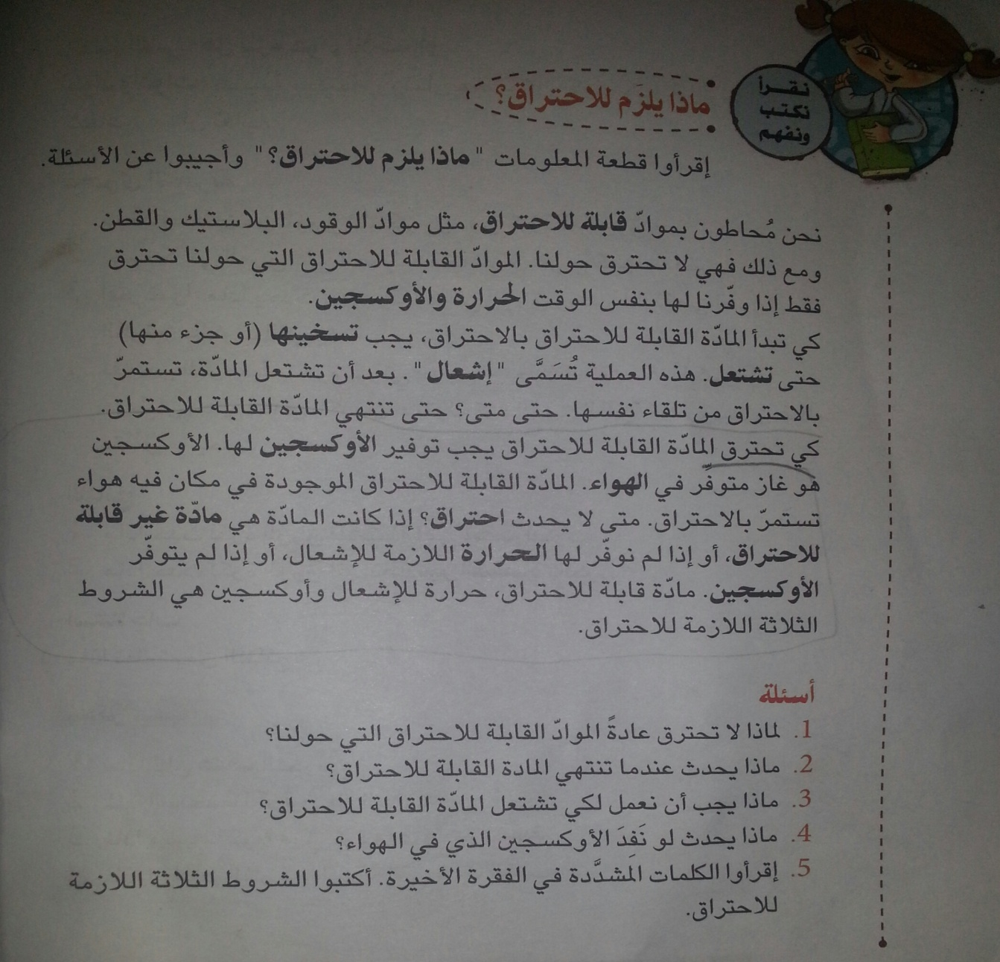 نقرأ
نكتب
ونفهم
ماذا يلزَم للاحتراق؟
إقرأوا قطعة المعلومات "ماذا يلزم للاحتراق؟" وأجيبوا عن الأسئلة.
نحن مُحاطون بموادّ قابلة للاحتراق، مثل موادّ الوقود، البلاستيك والقطن.
ومع ذلك فهي لا تحترق حولنا. الموادّ القابلة للاحتراق التي حولنا تحترق
فقط إذا وفّرنا لها بنفس الوقت الحرارة والأوكسجين.
كي تبدأ المادّة القابلة للاحتراق بالاحتراق، يجب تسخينها (أو جزء منها)
حتى تشتعل. هذه العملية تُسَمَّى "إشعال". بعد أن تشتعل المادّة، تستمرّ
بالاحتراق من تلقاء نفسها. حتى متى؟ حتى تنتهي المادّة القابلة للاحتراق.
كي تحترق المادّة القابلة للاحتراق يجب توفير الأوكسجين لها. الأوكسجين
هو غاز متوفّر في الهواء. المادّة القابلة للاحتراق الموجودة في مكان فيه هواء
تستمرّ بالاحتراق. متى لا يحدث احتراق؟ إذا كانت المادّة هي مادّة غير قابلة
للاحتراق، أو إذا لم نوفّر لها الحرارة اللازمة للإشعال، أو إذا لم يتوفّر
الأوكسجين. مادّة قابلة للاحتراق، حرارة للإشعال وأوكسجين هي الشروط
الثلاثة اللازمة للاحتراق.
أسئلة
1. لماذا لا تحترق عادةً الموادّ القابلة للاحتراق التي حولنا؟
2. ماذا يحدث عندما تنتهي المادة القابلة للاحتراق؟
3. ماذا يجب أن نعمل لكي تشتعل المادّة القابلة للاحتراق؟
4. ماذا يحدث لو نَفِدَ الأوكسجين الذي في الهواء؟
5. إقرأوا الكلمات المشدَّدة في الفقرة الأخيرة. أكتبوا الشروط الثلاثة اللازمة
للاحتراق.